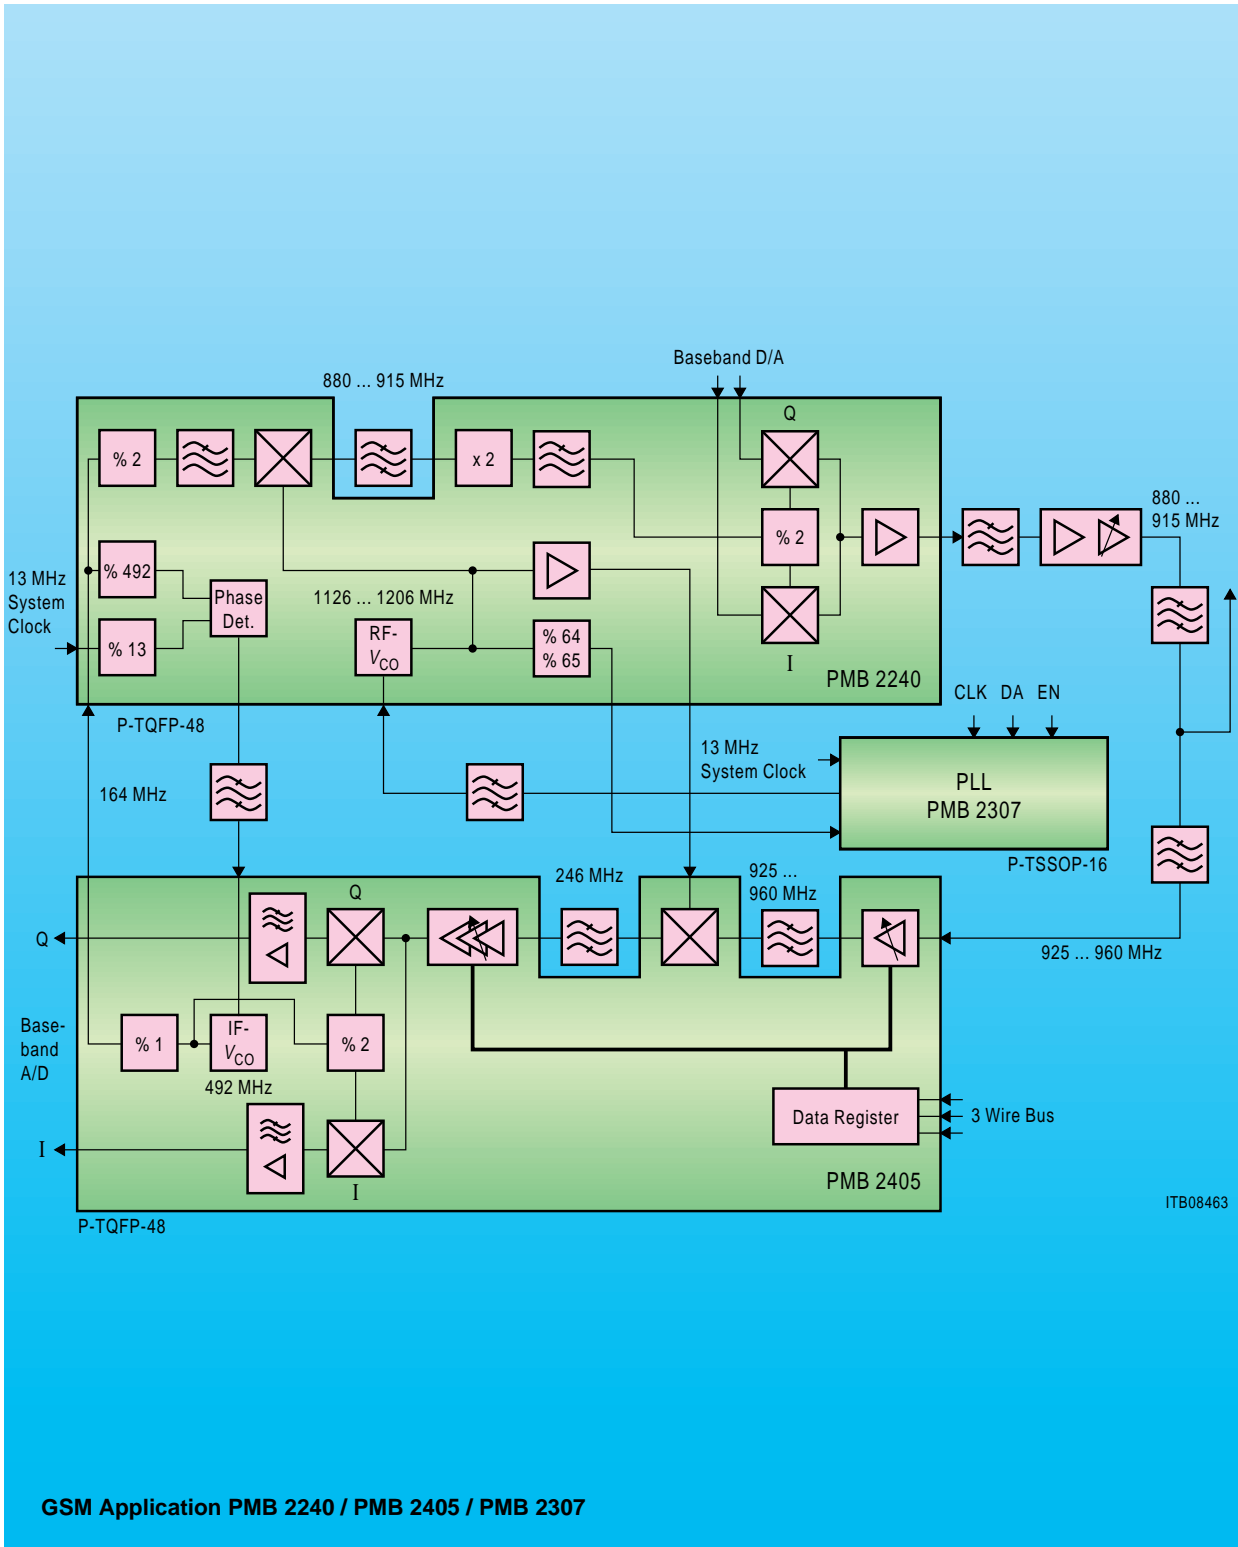 Baseband D/A
880 ... 915 MHz
Q
% 2
x 2
880 ...
915 MHz
% 2
% 492
13 MHz
System
Clock
Phase
Det.
1126 ... 1206 MHz
% 13
RF-
VCO
% 64
% 65
I
PMB 2240
CLK DA EN
P-TQFP-48
13 MHz
System Clock
PLL
PMB 2307
164 MHz
P-TSSOP-16
246 MHz
925 ...
960 MHz
Q
Q
925 ... 960 MHz
Base-
band
A/D
% 1
IF-
VCO
% 2
492 MHz
Data Register
3 Wire Bus
I
I
PMB 2405
ITB08463
P-TQFP-48
GSM Application PMB 2240 / PMB 2405 / PMB 2307